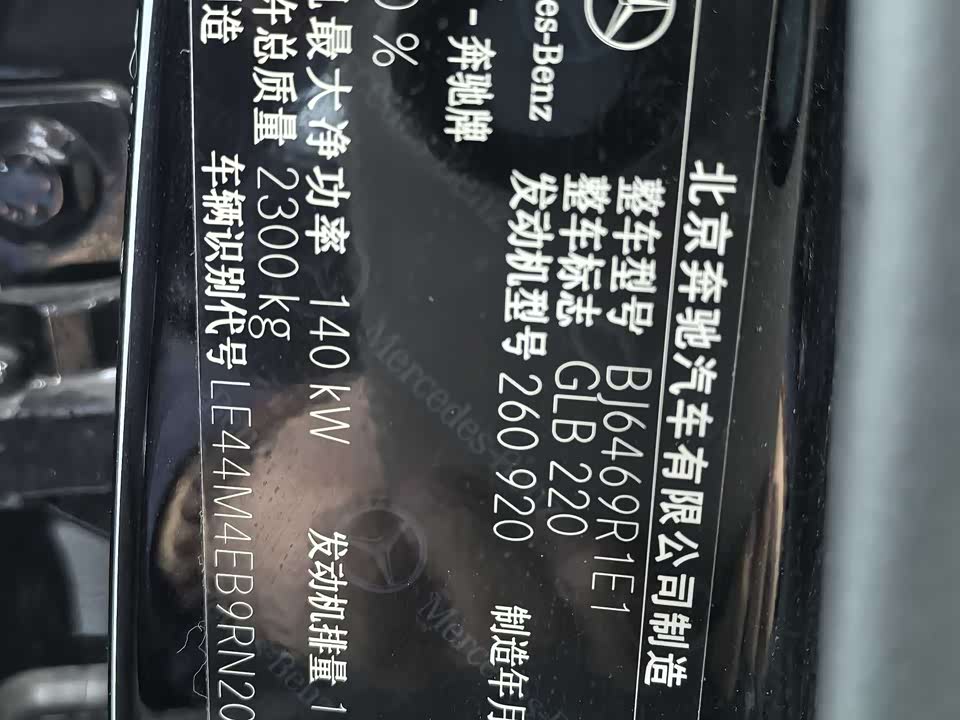 北京奔驰汽车有限公司制造
es-Benz
-奔驰牌
整车型号 BJ6469R1E1
整车标志 GLB 220
发动机型号 260 920 制造年月
%
最大净功率 140 kW 发动机排量 1
年总质量 2300 kg
造
车辆识别代号 LE44M4EB9RN20